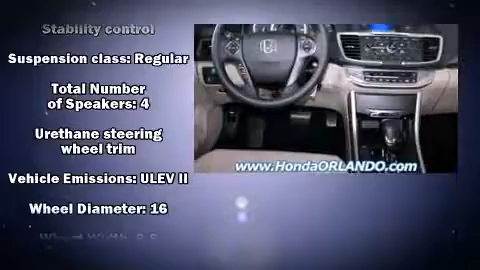 Stability control
Suspension class: Regular
Total Number
of Speakers: 4
Urethane steering
wheel trim
Vehicle Emissions: ULEV II
Wheel Diameter: 16
www.HondaORLANDO.com